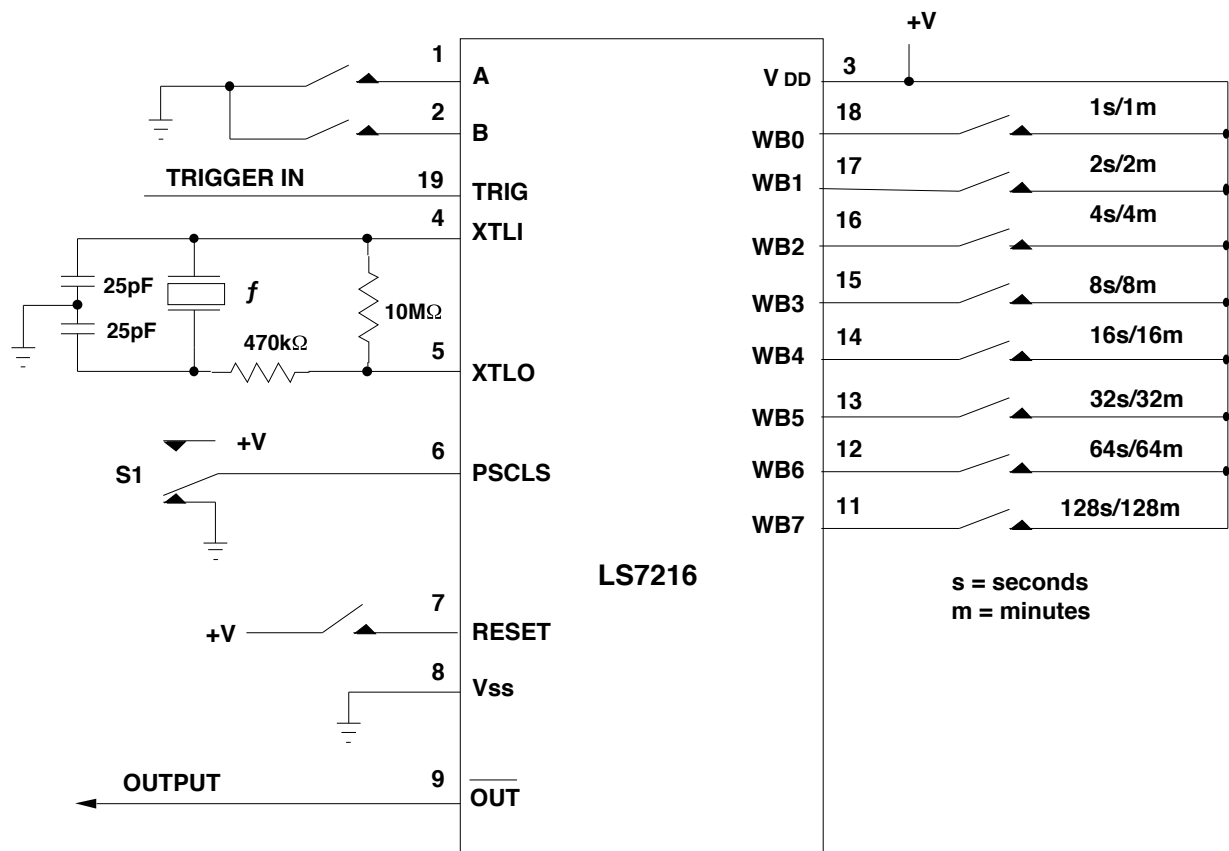 +V
1
A
2
B
TRIGGER IN
19
TRIG
4
XTLI
25pF
25pF
f
10MΩ
470kΩ
5
XTLO
+V
S1
6
PSCLS
7
+V
RESET
8
Vss
OUTPUT
9
OUT
LS7216
V DD
3
18
1s/1m
WB0
17
2s/2m
WB1
16
4s/4m
WB2
15
8s/8m
WB3
14
16s/16m
WB4
13
32s/32m
WB5
12
64s/64m
WB6
11
128s/128m
WB7
s = seconds
m = minutes